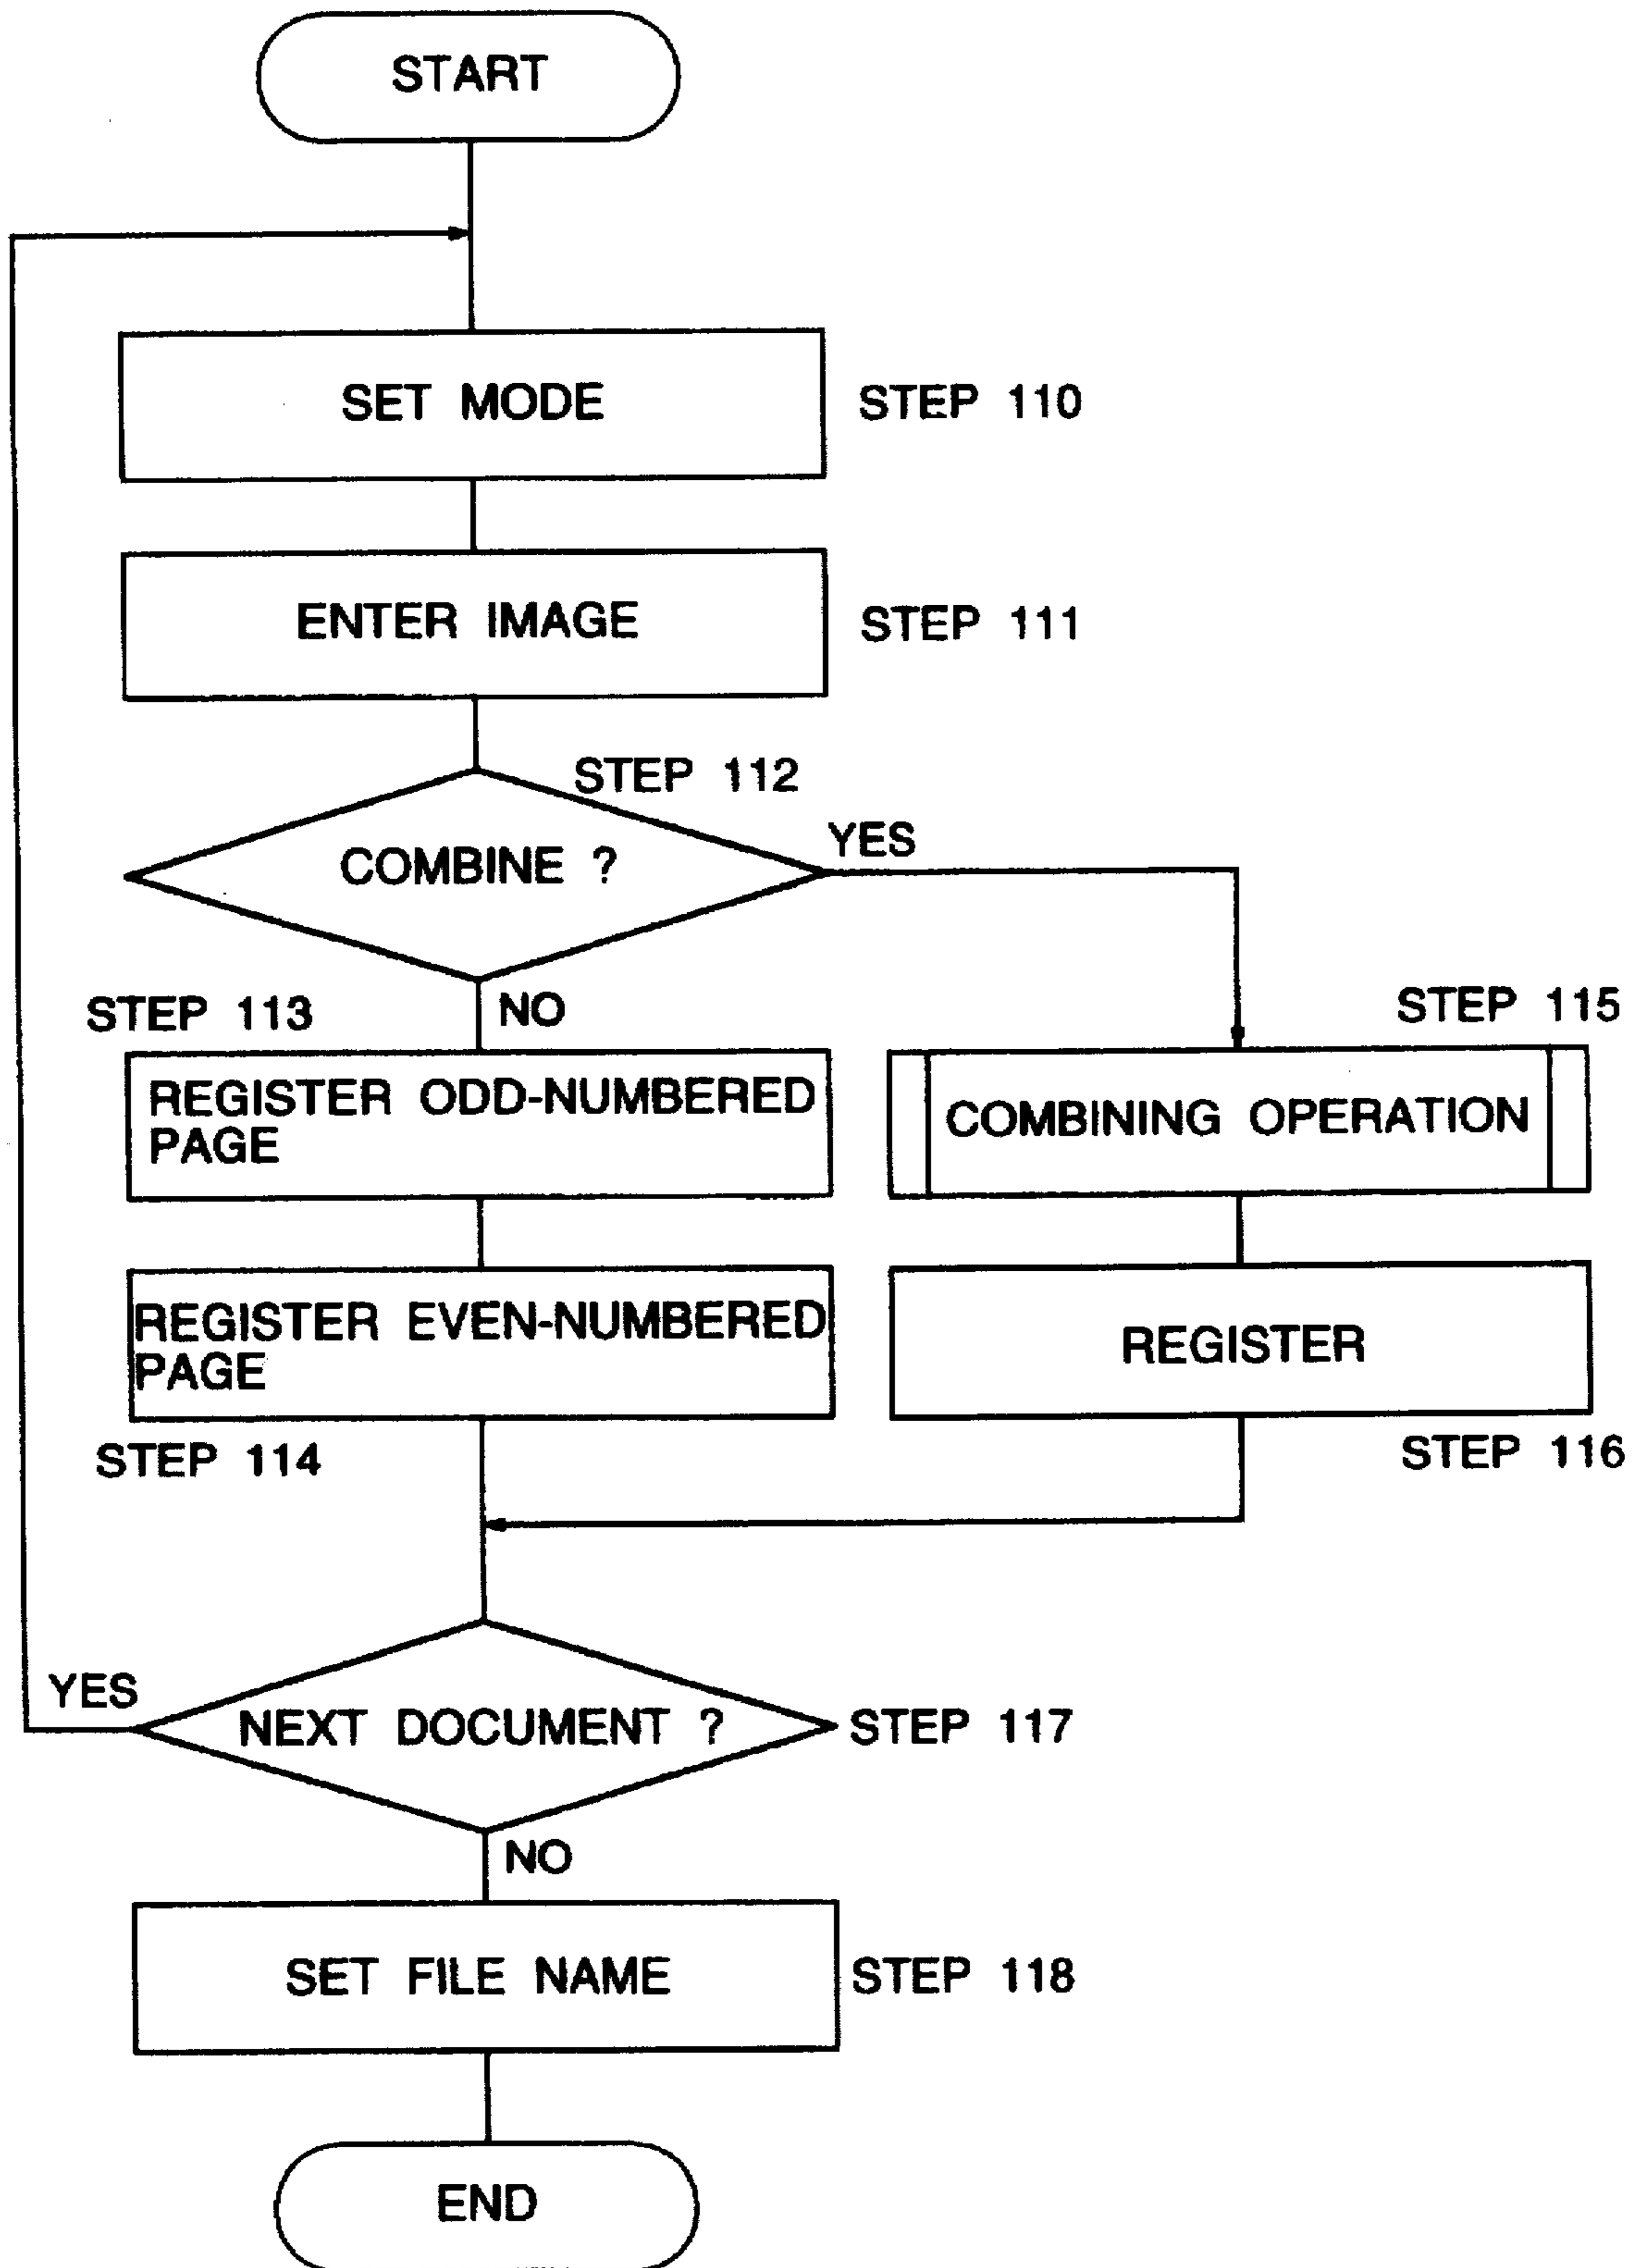 START
SET MODE
STEP 110
ENTER IMAGE
STEP 111
STEP 112
COMBINE ?
YES
NO
STEP 113
REGISTER ODD-NUMBERED
PAGE
STEP 115
COMBINING OPERATION
REGISTER EVEN-NUMBERED
PAGE
STEP 114
REGISTER
STEP 116
YES
NEXT DOCUMENT ?
STEP 117
NO
SET FILE NAME
STEP 118
END